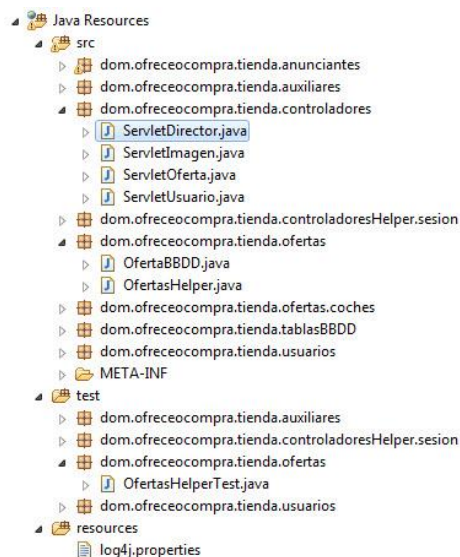 Java Resources
src
dom.ofreceocompra.tienda.anunciantes
dom.ofreceocompra.tienda.auxiliares
dom.ofreceocompra.tienda.controladores
ServletDirector.java
ServletImagen.java
ServletOferta.java
ServletUsuario.java
dom.ofreceocompra.tienda.controladoresHelper.sesion
dom.ofreceocompra.tienda.ofertas
OfertaBBDD.java
OfertasHelper.java
dom.ofreceocompra.tienda.ofertas.coches
dom.ofreceocompra.tienda.tablasBBDD
dom.ofreceocompra.tienda.usuarios
META-INF
test
dom.ofreceocompra.tienda.auxiliares
dom.ofreceocompra.tienda.controladoresHelper.sesion
dom.ofreceocompra.tienda.ofertas
OfertasHelperTest.java
dom.ofreceocompra.tienda.usuarios
resources
log4j.properties